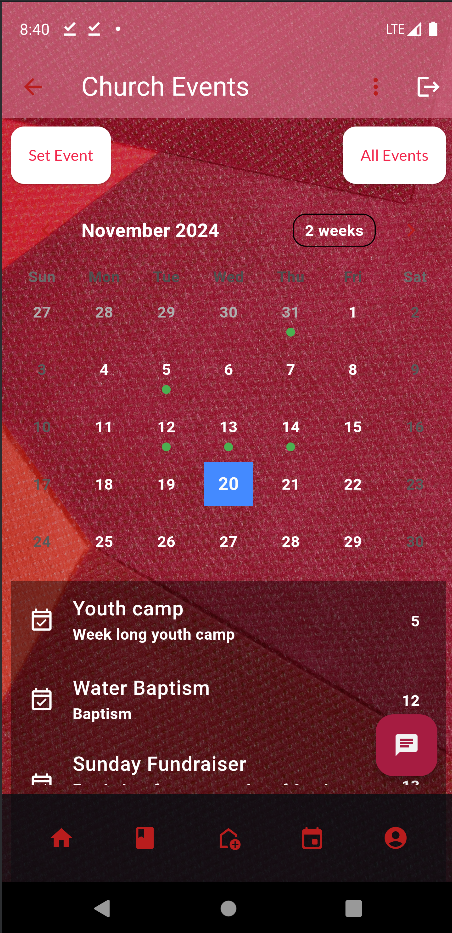 8:40 LTE
Church Events
Set Event All Events
November 2024 2 weeks
Sun Mon Tue Wed Thu Fri Sat
27 28 29 30 31 1 2
3 4 5 6 7 8 9
10 11 12 13 14 15 16
17 18 19 20 21 22 23
24 25 26 27 28 29 30
Youth camp
Week long youth camp 5
Water Baptism
Baptism 12
Sunday Fundraiser